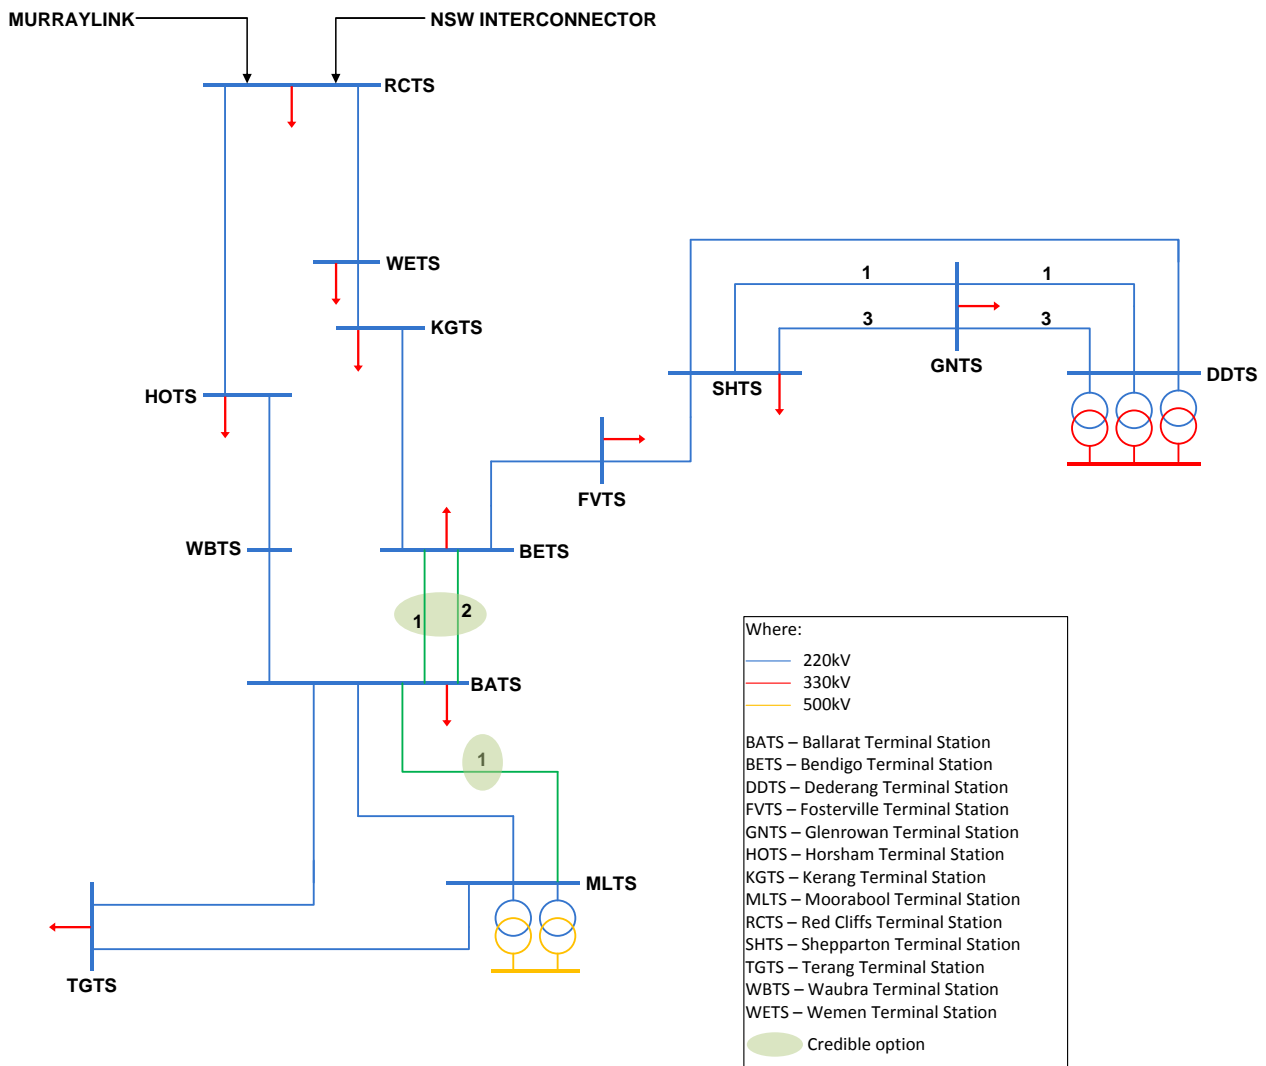 MURRAYLINK
NSW INTERCONNECTOR
RCTS
WETS
KGTS
1
1
3
3
GNTS
SHTS
DDTS
HOTS
FVTS
WBTS
BETS
1
2
BATS
1
MLTS
TGTS
Where:
220kV
330kV
500kV
BATS – Ballarat Terminal Station
BETS – Bendigo Terminal Station
DDTS – Dederang Terminal Station
FVTS – Fosterville Terminal Station
GNTS – Glenrowan Terminal Station
HOTS – Horsham Terminal Station
KGTS – Kerang Terminal Station
MLTS – Moorabool Terminal Station
RCTS – Red Cliffs Terminal Station
SHTS – Shepparton Terminal Station
TGTS – Terang Terminal Station
WBTS – Waubra Terminal Station
WETS – Wemen Terminal Station
Credible option